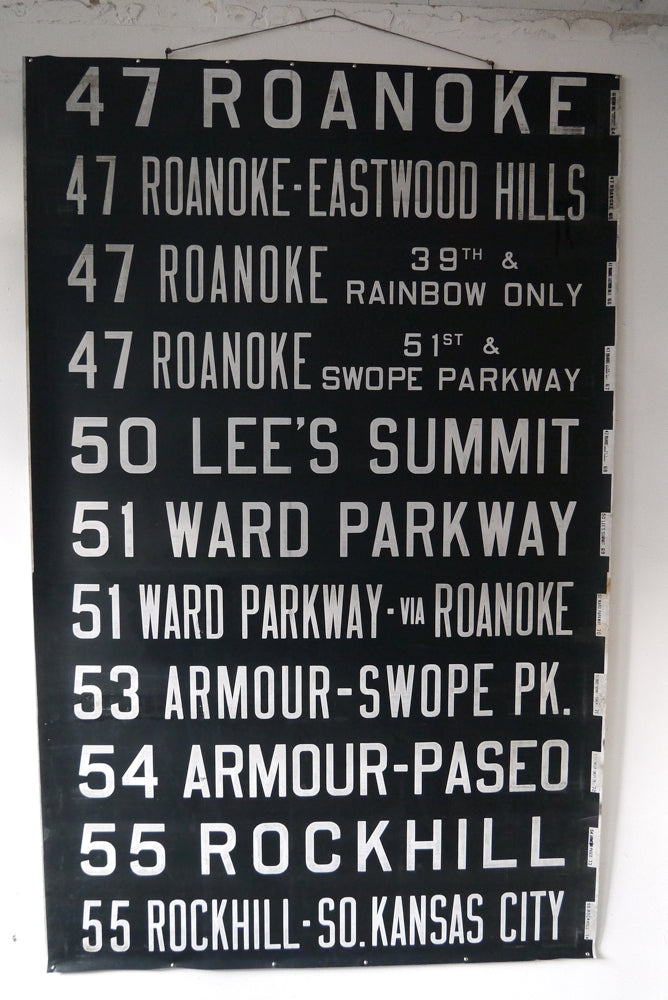 47 ROANOKE
47 ROANOKE-EASTWOOD HILLS
47 ROANOKE 39TH & RAINBOW ONLY
47 ROANOKE 51ST & SWOPE PARKWAY
50 LEE'S SUMMIT
51 WARD PARKWAY
51 WARD PARKWAY-VIA ROANOKE
53 ARMOUR-SWOPE PK.
54 ARMOUR-PASEO
55 ROCKHILL
55 ROCKHILL-SO. KANSAS CITY